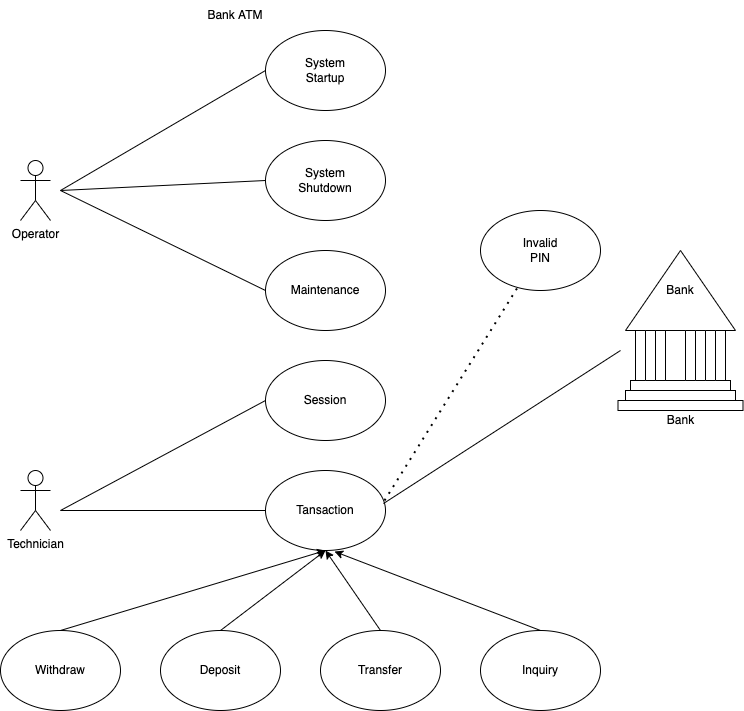 Bank ATM
System
Startup
System
Shutdown
Operator
Invalid
PIN
Maintenance
Bank
Session
Bank
Tansaction
Technician
Withdraw
Deposit
Transfer
Inquiry